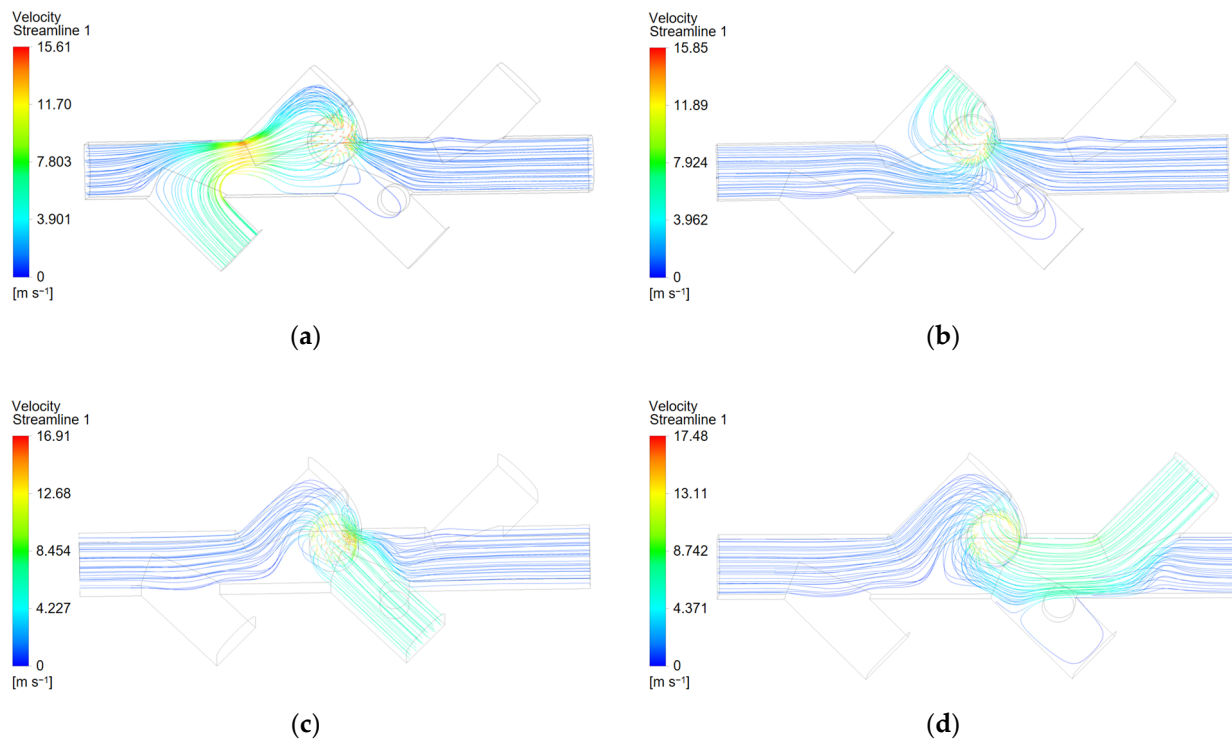 Velocity
Streamline 1
15.61
11.70
7.803
3.901
0
[m s⁻¹]
(a)
Velocity
Streamline 1
15.85
11.89
7.924
3.962
0
[m s⁻¹]
(b)
Velocity
Streamline 1
16.91
12.68
8.454
4.227
0
[m s⁻¹]
(c)
Velocity
Streamline 1
17.48
13.11
8.742
4.371
0
[m s⁻¹]
(d)